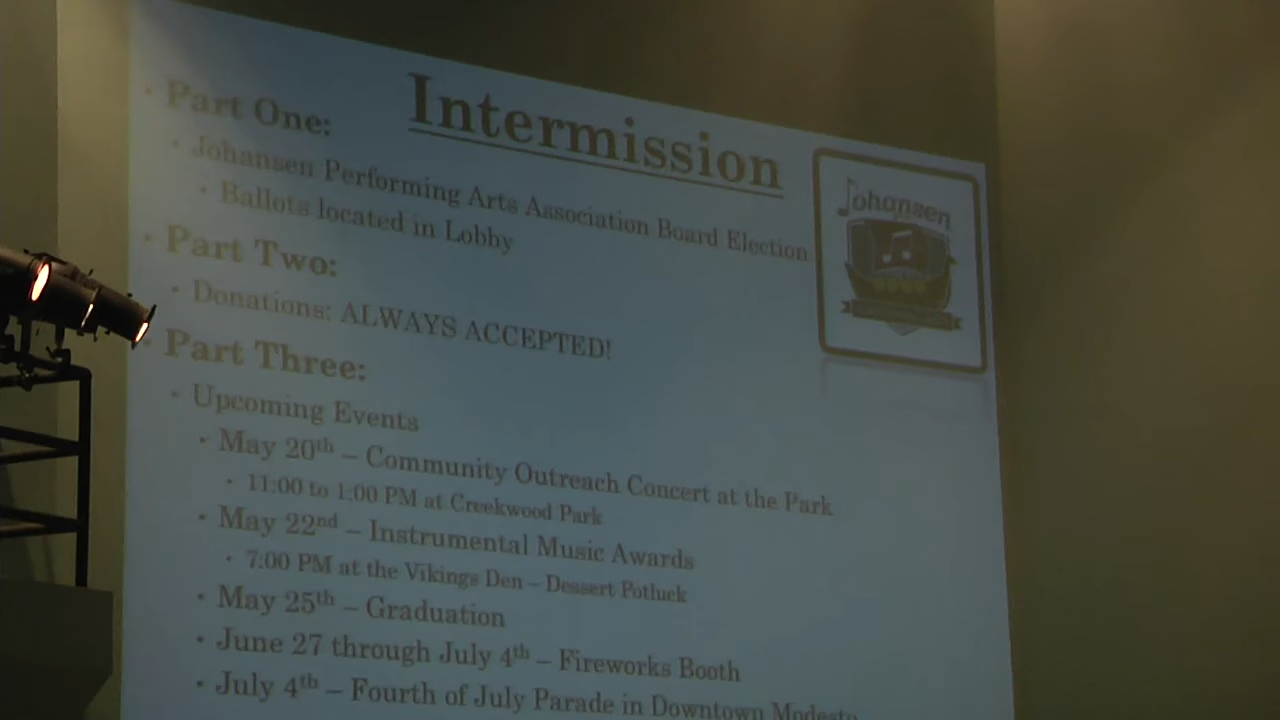 Intermission
• Part One:
• Johansen Performing Arts Association Board Election
• Ballots located in Lobby
• Part Two:
• Donations: ALWAYS ACCEPTED!
• Part Three:
• Upcoming Events
• May 20th – Community Outreach Concert at the Park
• 11:00 to 1:00 PM at Creekwood Park
• May 22nd – Instrumental Music Awards
• 7:00 PM at the Vikings Den – Dessert Potluck
• May 25th – Graduation
• June 27 through July 4th – Fireworks Booth
• July 4th – Fourth of July Parade in Downtown Modesto
Johansen